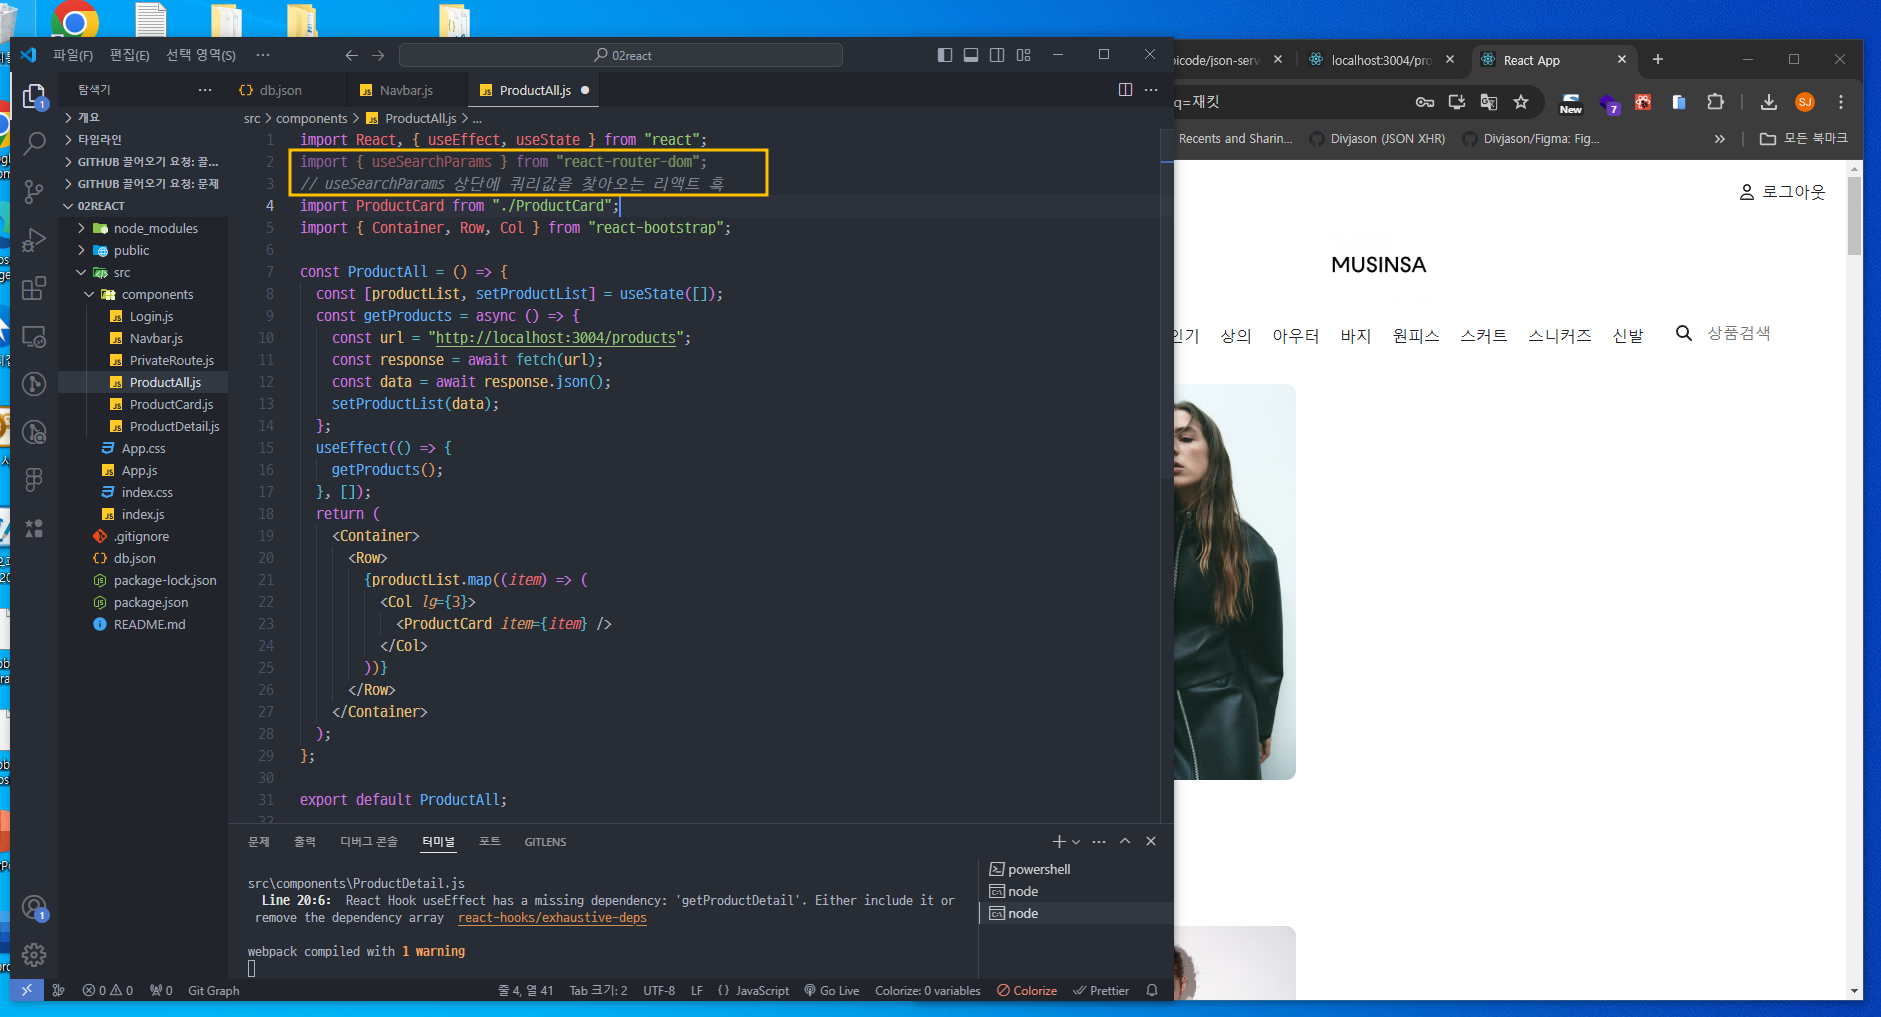 파일(F) 편집(E) 선택 영역(S) ···
02react
탐색기 ···
개요
타임라인
GITHUB 끌어오기 요청: 끌...
GITHUB 끌어오기 요청: 문제
02REACT
node_modules
public
src
components
Login.js
Navbar.js
PrivateRoute.js
ProductAll.js
ProductCard.js
ProductDetail.js
App.css
App.js
index.css
index.js
.gitignore
db.json
package-lock.json
package.json
README.md
db.json Navbar.js ProductAll.js
src > components > ProductAll.js > ...
1 import React, { useEffect, useState } from "react";
2 import { useSearchParams } from "react-router-dom";
3 // useSearchParams 상단에 쿼리값을 찾아오는 리액트 훅
4 import ProductCard from "./ProductCard";
5 import { Container, Row, Col } from "react-bootstrap";
6
7 const ProductAll = () => {
8 const [productList, setProductList] = useState([]);
9 const getProducts = async () => {
10 const url = "http://localhost:3004/products";
11 const response = await fetch(url);
12 const data = await response.json();
13 setProductList(data);
14 };
15 useEffect(() => {
16 getProducts();
17 }, []);
18 return (
19 <Container>
20 <Row>
21 {productList.map((item) => (
22 <Col lg={3}>
23 <ProductCard item={item} />
24 </Col>
25 ))}
26 </Row>
27 </Container>
28 );
29 };
30
31 export default ProductAll;
32
문제 출력 디버그 콘솔 터미널 포트 GITLENS
src\components\ProductDetail.js
Line 20:6: React Hook useEffect has a missing dependency: 'getProductDetail'. Either include it or
remove the dependency array react-hooks/exhaustive-deps
webpack compiled with 1 warning
powershell
node
node
0 0 0 Git Graph 줄 4, 열 41 Tab 크기: 2 UTF-8 LF {} JavaScript Go Live Colorize: 0 variables Colorize Prettier
icode/json-serv localhost:3004/pro React App
q=재킷
New 7 SJ
Recents and Sharin... Divjason (JSON XHR) Divjason/Figma: Fig... » 모든 북마크
로그아웃
MUSINSA
인기 상의 아우터 바지 원피스 스커트 스니커즈 신발 상품검색